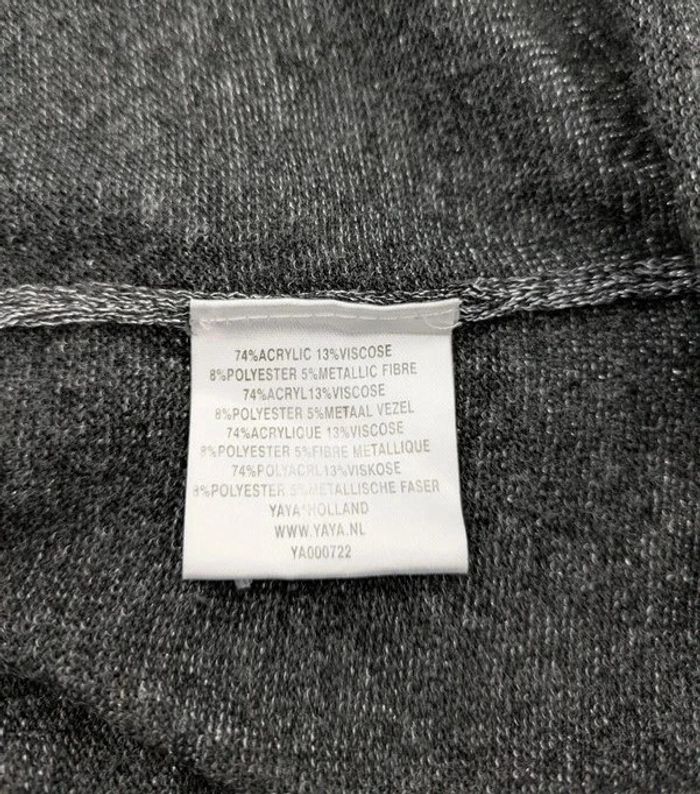 74%ACRYLIC 13%VISCOSE
8%POLYESTER 5%METALLIC FIBRE
74%ACRYL13%VISCOSE
8%POLYESTER 5%METAAL VEZEL
74%ACRYLIQUE 13%VISCOSE
8%POLYESTER 5%FIBRE METALLIQUE
74%POLYACRL13%VISKOSE
8%POLYESTER 5%METALLISCHE FASER
YAYA*HOLLAND
WWW.YAYA.NL
YA000722